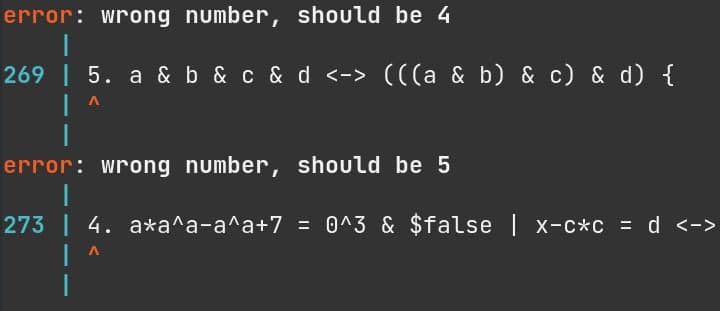 error: wrong number, should be 4
|
269 | 5. a & b & c & d <-> (((a & b) & c) & d) {
| ^
|
error: wrong number, should be 5
|
273 | 4. a*a^a-a^a+7 = 0^3 & $false | x-c*c = d <->
| ^
|